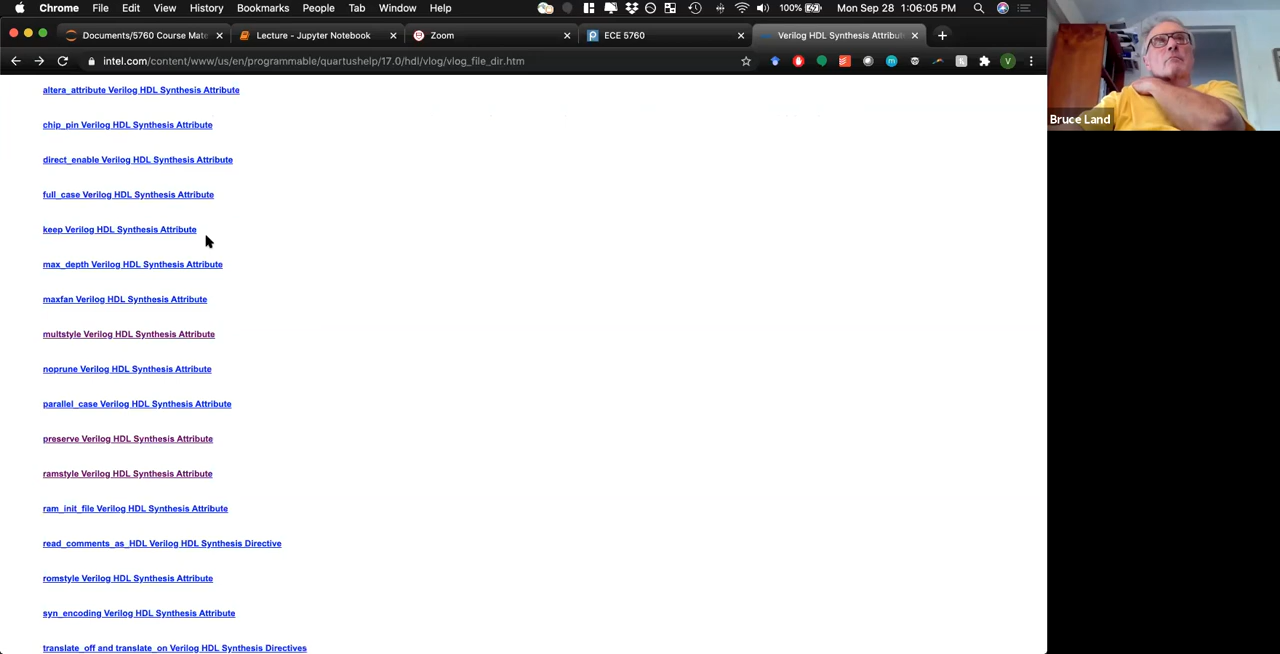 Chrome File Edit View History Bookmarks People Tab Window Help 100% Mon Sep 28 1:06:05 PM
Documents/5760 Course Mate Lecture - Jupyter Notebook Zoom ECE 5760 Verilog HDL Synthesis Attribute
intel.com/content/www/us/en/programmable/quartushelp/17.0/hdl/vlog/vlog_file_dir.htm V
altera_attribute Verilog HDL Synthesis Attribute
chip_pin Verilog HDL Synthesis Attribute
direct_enable Verilog HDL Synthesis Attribute
full_case Verilog HDL Synthesis Attribute
keep Verilog HDL Synthesis Attribute
max_depth Verilog HDL Synthesis Attribute
maxfan Verilog HDL Synthesis Attribute
multstyle Verilog HDL Synthesis Attribute
noprune Verilog HDL Synthesis Attribute
parallel_case Verilog HDL Synthesis Attribute
preserve Verilog HDL Synthesis Attribute
ramstyle Verilog HDL Synthesis Attribute
ram_init_file Verilog HDL Synthesis Attribute
read_comments_as_HDL Verilog HDL Synthesis Directive
romstyle Verilog HDL Synthesis Attribute
syn_encoding Verilog HDL Synthesis Attribute
translate_off and translate_on Verilog HDL Synthesis Directives
Bruce Land